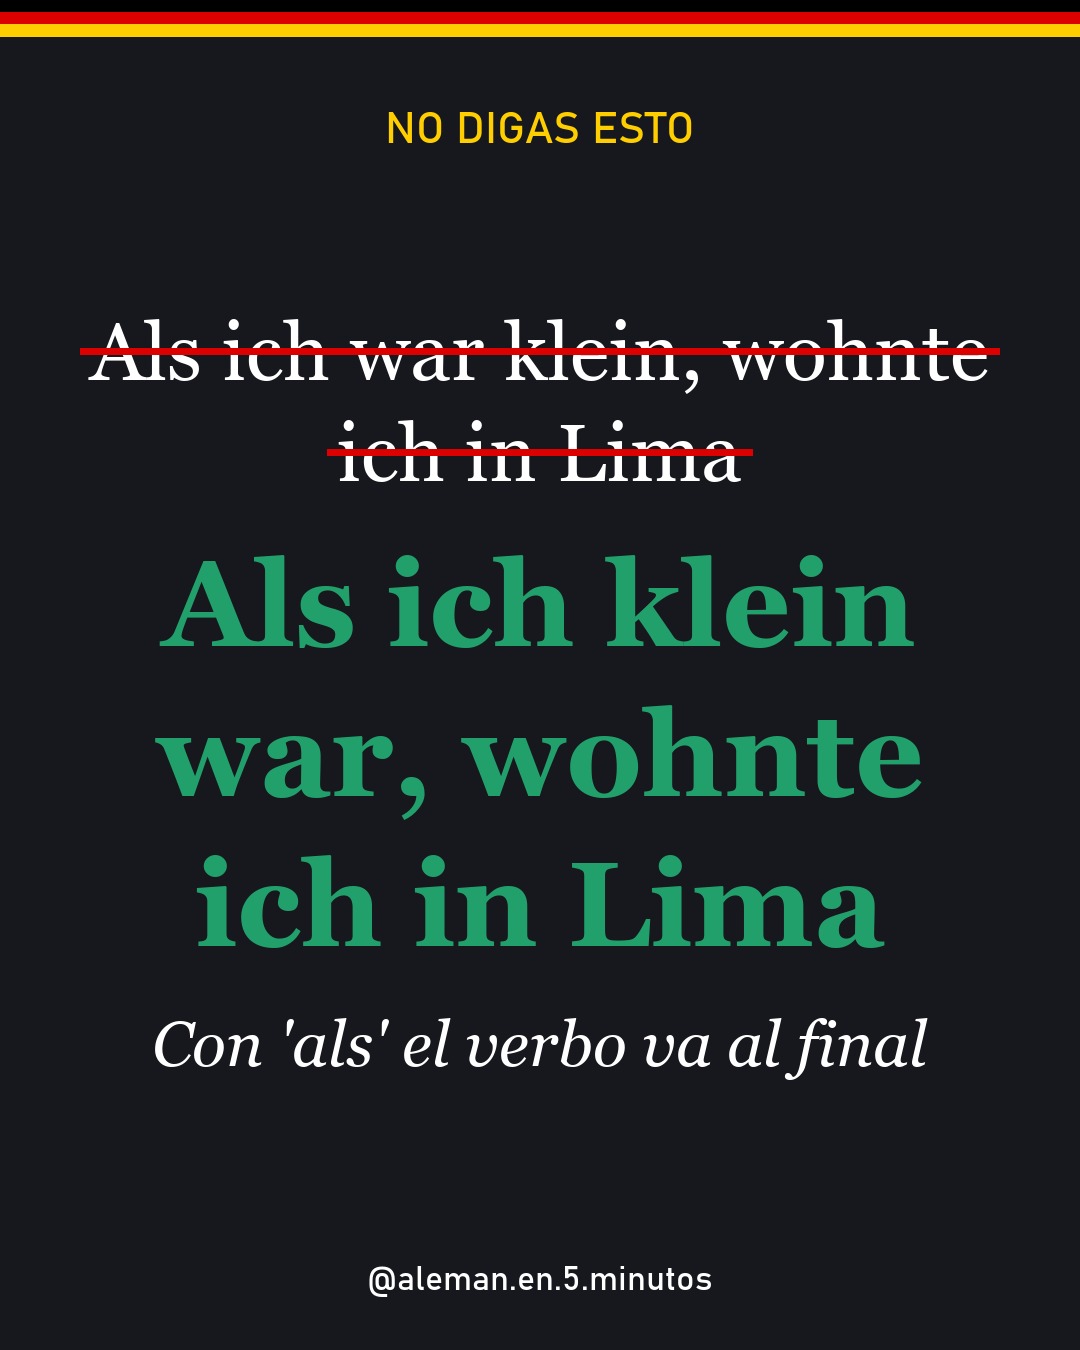 NO DIGAS ESTO
Als ich war klein, wohnte
ich in Lima
Als ich klein
war, wohnte
ich in Lima
Con 'als' el verbo va al final
@aleman.en.5.minutos